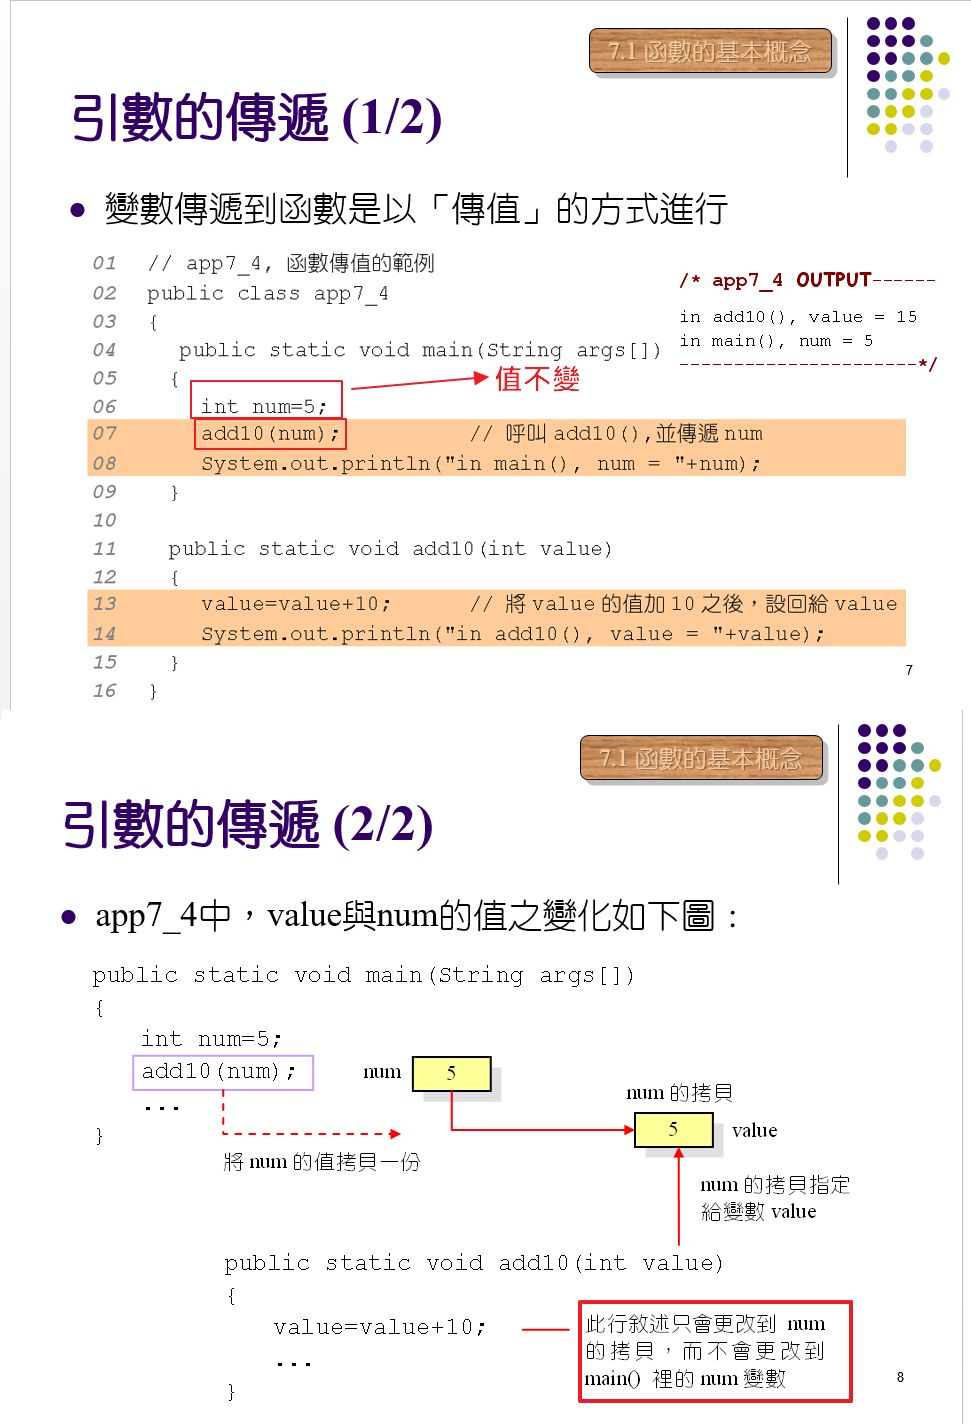 7.1 函數的基本概念
引數的傳遞 (1/2)
變數傳遞到函數是以「傳值」的方式進行
01 // app7_4, 函數傳值的範例
02 public class app7_4
03 {
04 public static void main(String args[])
05 {
06 int num=5;
07 add10(num); // 呼叫 add10(),並傳遞 num
08 System.out.println("in main(), num = "+num);
09 }
10
11 public static void add10(int value)
12 {
13 value=value+10; // 將 value 的值加 10 之後，設回給 value
14 System.out.println("in add10(), value = "+value);
15 }
16 }
值不變
/* app7_4 OUTPUT------
in add10(), value = 15
in main(), num = 5
----------------------*/
7
7.1 函數的基本概念
引數的傳遞 (2/2)
app7_4中，value與num的值之變化如下圖：
public static void main(String args[])
{
int num=5;
add10(num);
...
}
num 5
num 的拷貝
5 value
將 num 的值拷貝一份
num 的拷貝指定
給變數 value
public static void add10(int value)
{
value=value+10;
...
}
此行敘述只會更改到 num
的拷貝，而不會更改到
main() 裡的 num 變數
8